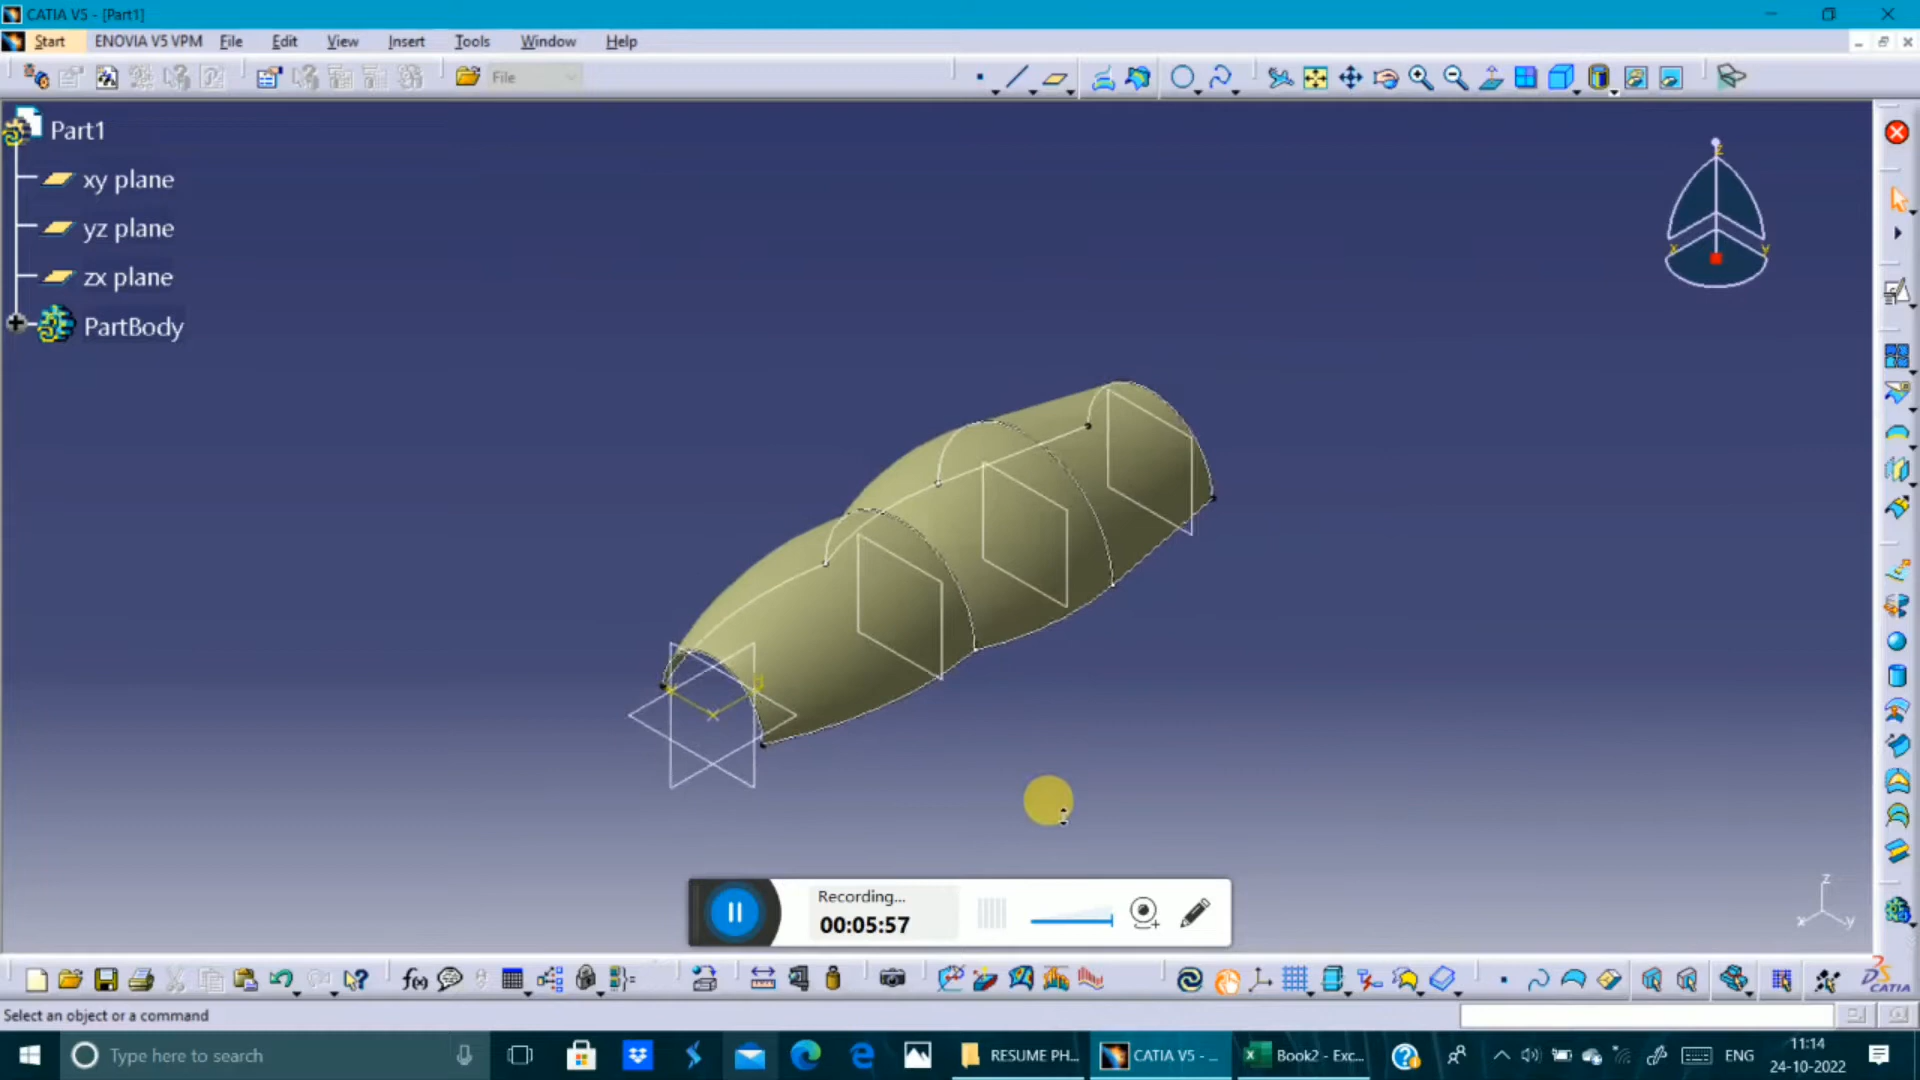 CATIA V5 - [Part1]
Start ENOVIA V5 VPM File Edit View Insert Tools Window Help
File
Part1
xy plane
yz plane
zx plane
PartBody
z
x
y
Recording...
00:05:57
z
x
y
f(x)
CATIA
Select an object or a command
Type here to search
RESUME PH...
CATIA V5 - ...
Book2 - Exc...
ENG
11:14
24-10-2022